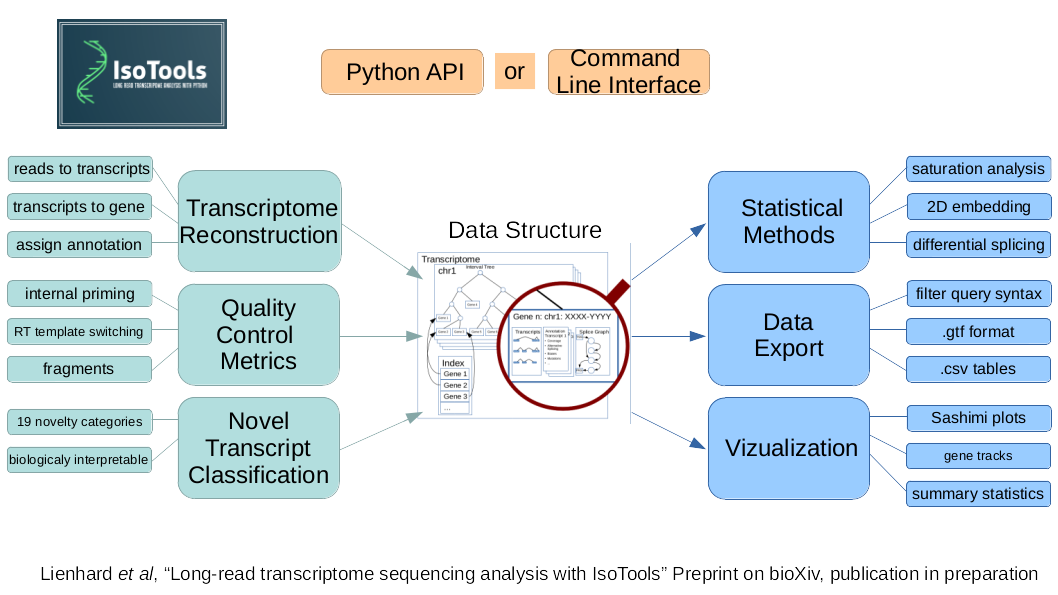 IsoTools
LONG READ TRANSCRIPTOME ANALYSIS WITH PYTHON
Python API
or
Command
Line Interface
reads to transcripts
transcripts to gene
assign annotation
Transcriptome
Reconstruction
internal priming
RT template switching
fragments
Quality
Control
Metrics
19 novelty categories
biologicaly interpretable
Novel
Transcript
Classification
Data Structure
Transcriptome
chr1
Interval Tree
Gene 1
Index
Gene 1
Gene 2
Gene 3
...
Gene n: chr1: XXXX-YYYY
Transcripts
Annotation
Transcript 1
Splice Graph
Statistical
Methods
saturation analysis
2D embedding
differential splicing
Data
Export
filter query syntax
.gtf format
.csv tables
Vizualization
Sashimi plots
gene tracks
summary statistics
Lienhard et al, “Long-read transcriptome sequencing analysis with IsoTools” Preprint on bioXiv, publication in preparation